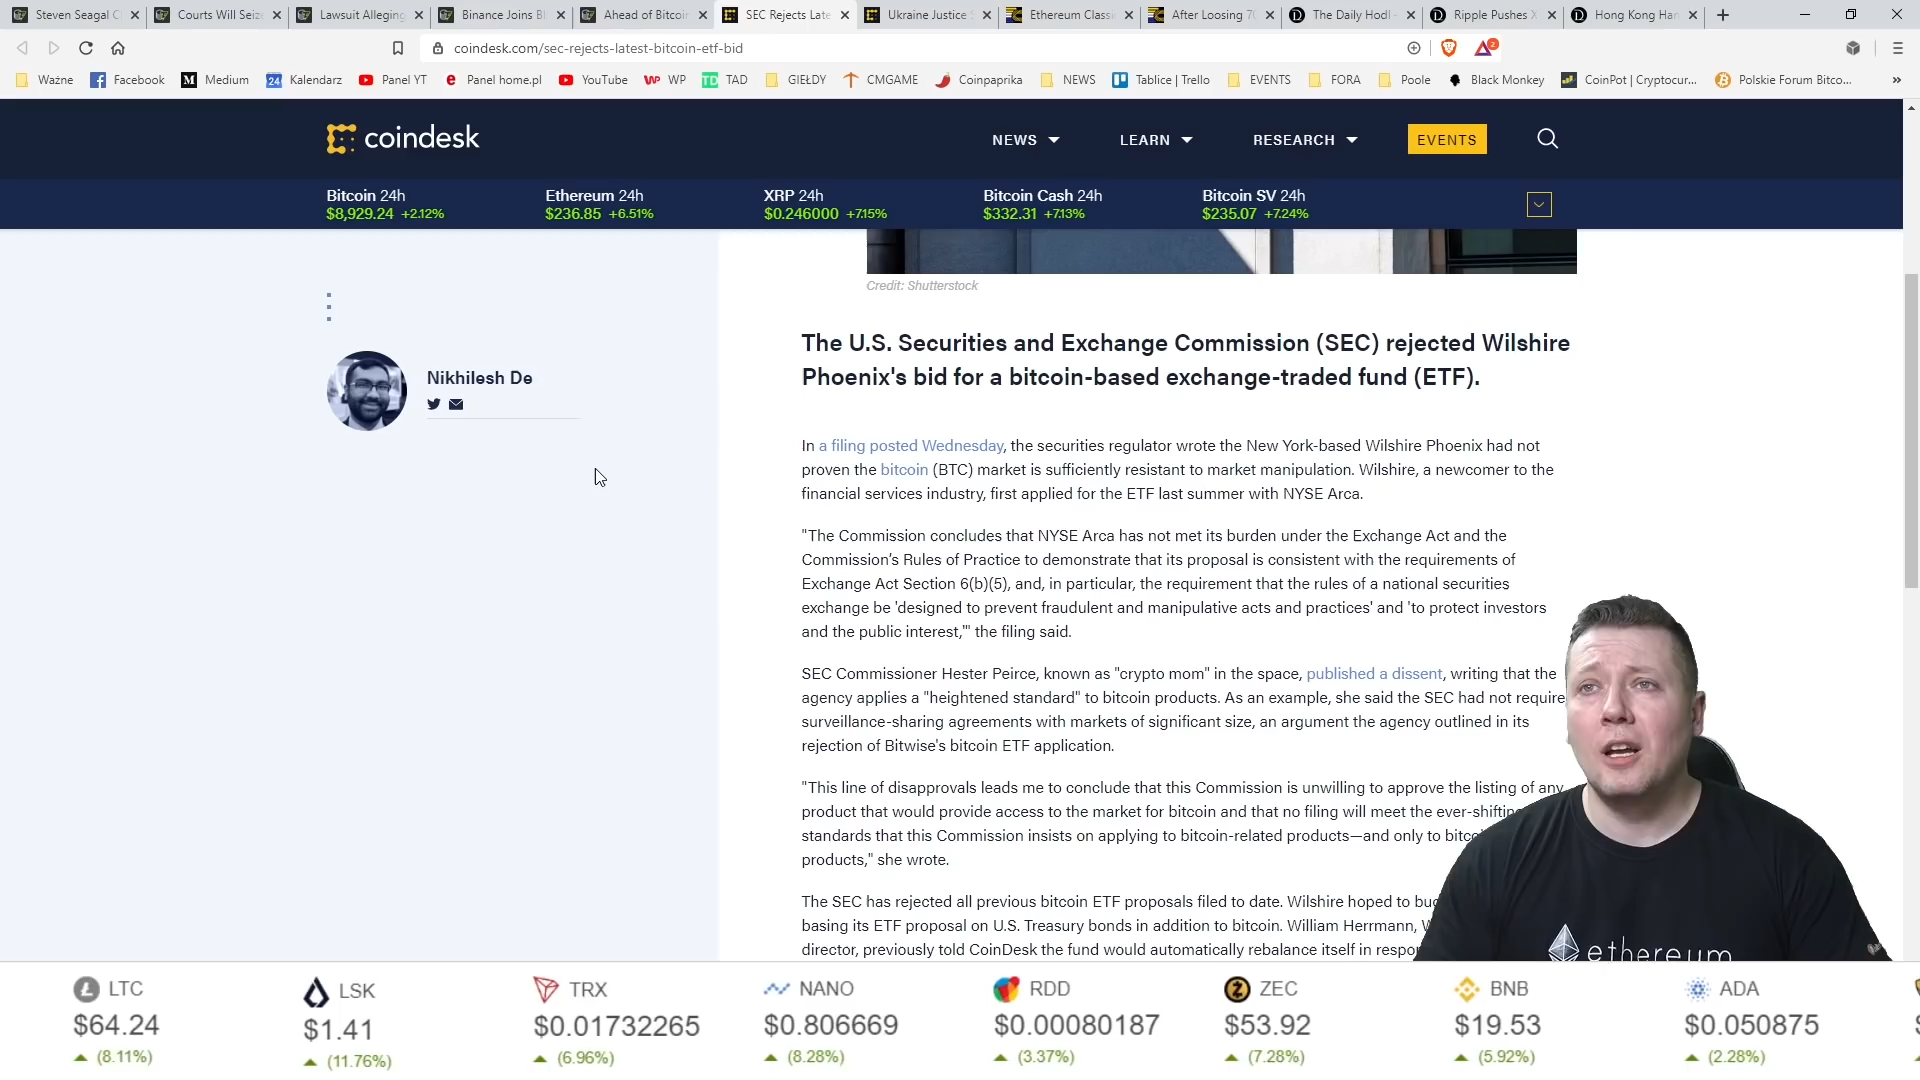 Steven Seagal C
Courts Will Seiz
Lawsuit Alleging
Binance Joins Bl
Ahead of Bitcoin
SEC Rejects Late
Ukraine Justice S
Ethereum Classi
After Loosing 70
The Daily Hodl -
Ripple Pushes X
Hong Kong Han
coindesk.com/sec-rejects-latest-bitcoin-etf-bid
2
Ważne
Facebook
Medium
24 Kalendarz
Panel YT
Panel home.pl
YouTube
WP
TAD
GIEŁDY
CMGAME
Coinpaprika
NEWS
Tablice | Trello
EVENTS
FORA
Poole
Black Monkey
CoinPot | Cryptocur...
Polskie Forum Bitco...
coindesk
NEWS
LEARN
RESEARCH
EVENTS
Bitcoin 24h
$8,929.24 +2.12%
Ethereum 24h
$236.85 +6.51%
XRP 24h
$0.246000 +7.15%
Bitcoin Cash 24h
$332.31 +7.13%
Bitcoin SV 24h
$235.07 +7.24%
Credit: Shutterstock
Nikhilesh De
The U.S. Securities and Exchange Commission (SEC) rejected Wilshire
Phoenix's bid for a bitcoin-based exchange-traded fund (ETF).
In a filing posted Wednesday, the securities regulator wrote the New York-based Wilshire Phoenix had not
proven the bitcoin (BTC) market is sufficiently resistant to market manipulation. Wilshire, a newcomer to the
financial services industry, first applied for the ETF last summer with NYSE Arca.
"The Commission concludes that NYSE Arca has not met its burden under the Exchange Act and the
Commission's Rules of Practice to demonstrate that its proposal is consistent with the requirements of
Exchange Act Section 6(b)(5), and, in particular, the requirement that the rules of a national securities
exchange be 'designed to prevent fraudulent and manipulative acts and practices' and 'to protect investors
and the public interest,'" the filing said.
SEC Commissioner Hester Peirce, known as "crypto mom" in the space, published a dissent, writing that the
agency applies a "heightened standard" to bitcoin products. As an example, she said the SEC had not require
surveillance-sharing agreements with markets of significant size, an argument the agency outlined in its
rejection of Bitwise's bitcoin ETF application.
"This line of disapprovals leads me to conclude that this Commission is unwilling to approve the listing of any
product that would provide access to the market for bitcoin and that no filing will meet the ever-shifting
standards that this Commission insists on applying to bitcoin-related products—and only to bitco
products," she wrote.
The SEC has rejected all previous bitcoin ETF proposals filed to date. Wilshire hoped to buc
basing its ETF proposal on U.S. Treasury bonds in addition to bitcoin. William Herrmann, W
director, previously told CoinDesk the fund would automatically rebalance itself in respo
ethereum
LTC
$64.24
(8.11%)
LSK
$1.41
(11.76%)
TRX
$0.01732265
(6.96%)
NANO
$0.806669
(8.28%)
RDD
$0.00080187
(3.37%)
ZEC
$53.92
(7.28%)
BNB
$19.53
(5.92%)
ADA
$0.050875
(2.28%)